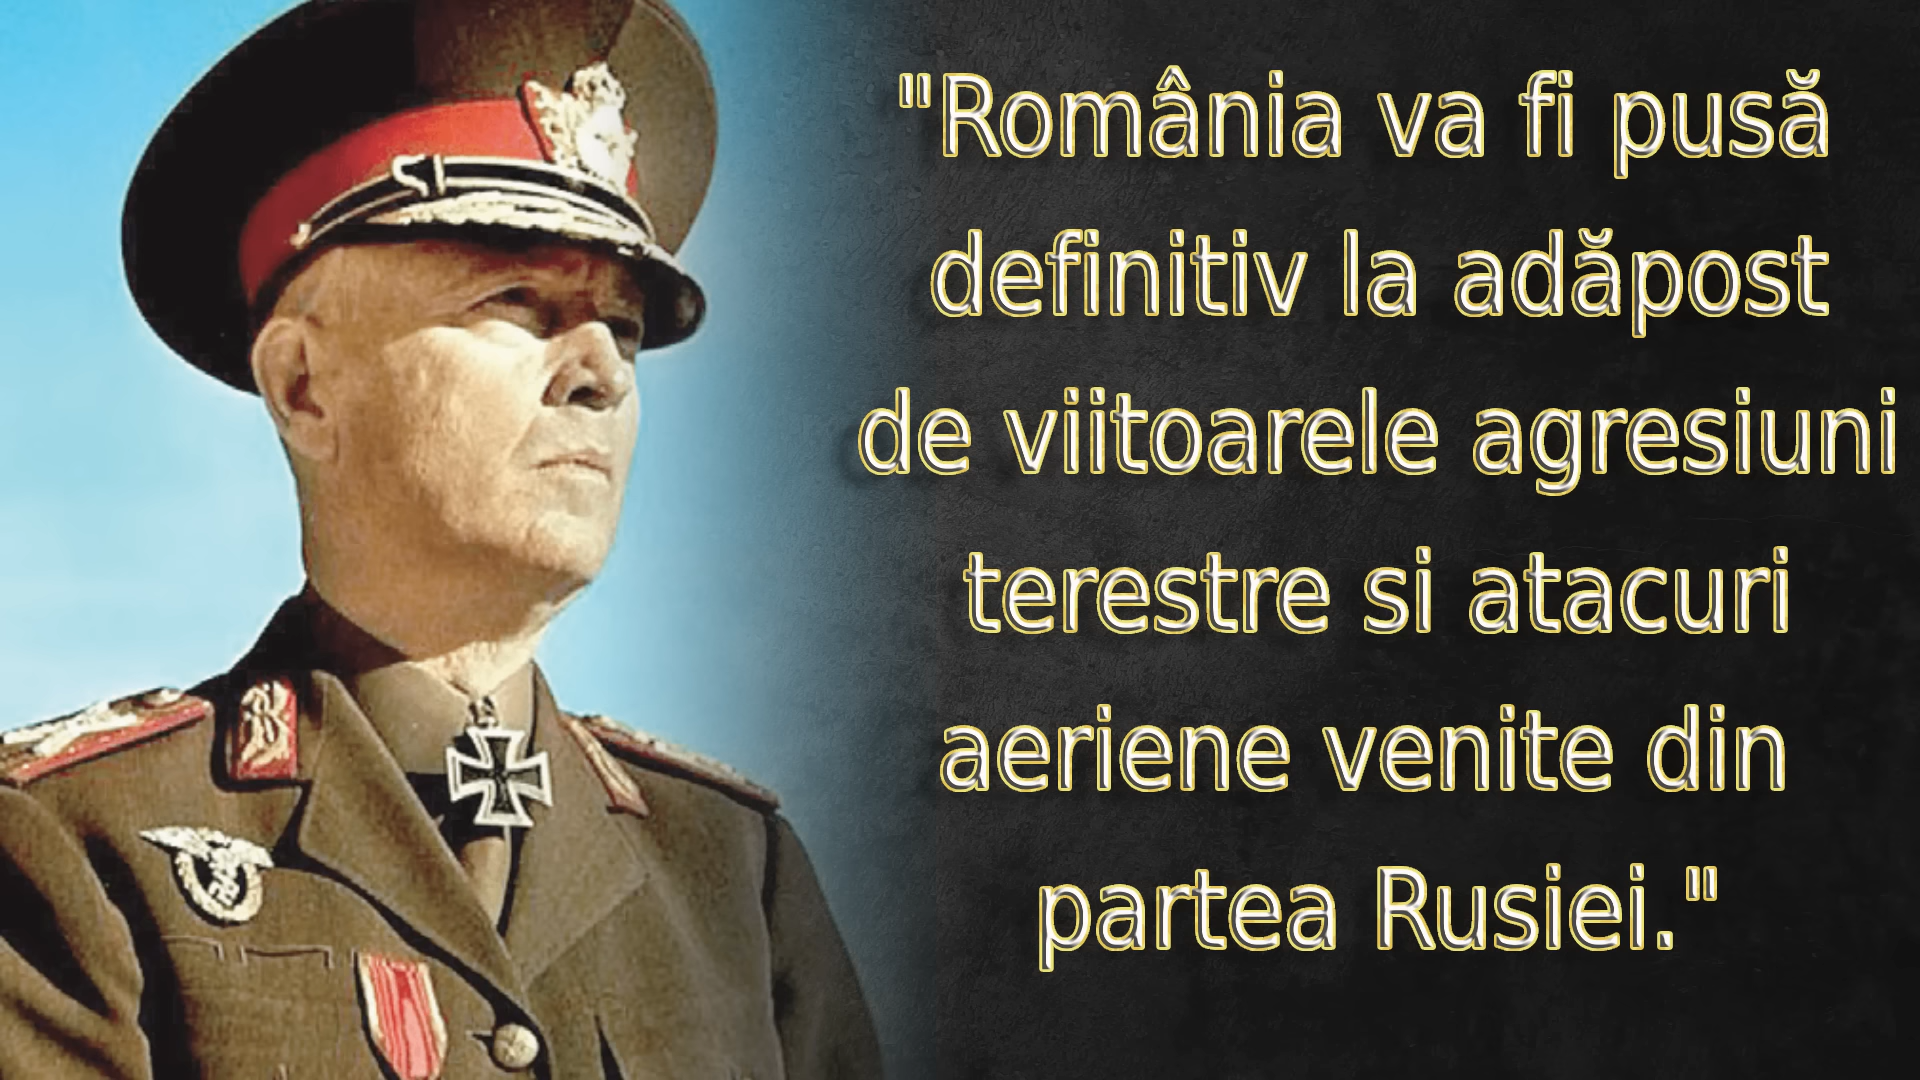 "România va fi pusă
definitiv la adăpost
de viitoarele agresiuni
terestre si atacuri
aeriene venite din
partea Rusiei."